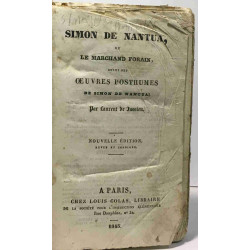 SIMON DE NANTUA,
OU
LE MARCHAND FORAIN,
SUIVI DES
ŒUVRES POSTHUMES
DE SIMON DE NANTUA;
Par Laurent de Jussieu.
NOUVELLE ÉDITION,
REVUE ET CORRIGÉE.
A PARIS,
CHEZ LOUIS COLAS, LIBRAIRE
DE LA SOCIÉTÉ POUR L'INSTRUCTION ÉLÉMENTAIRE
Rue Dauphine, n° 32.